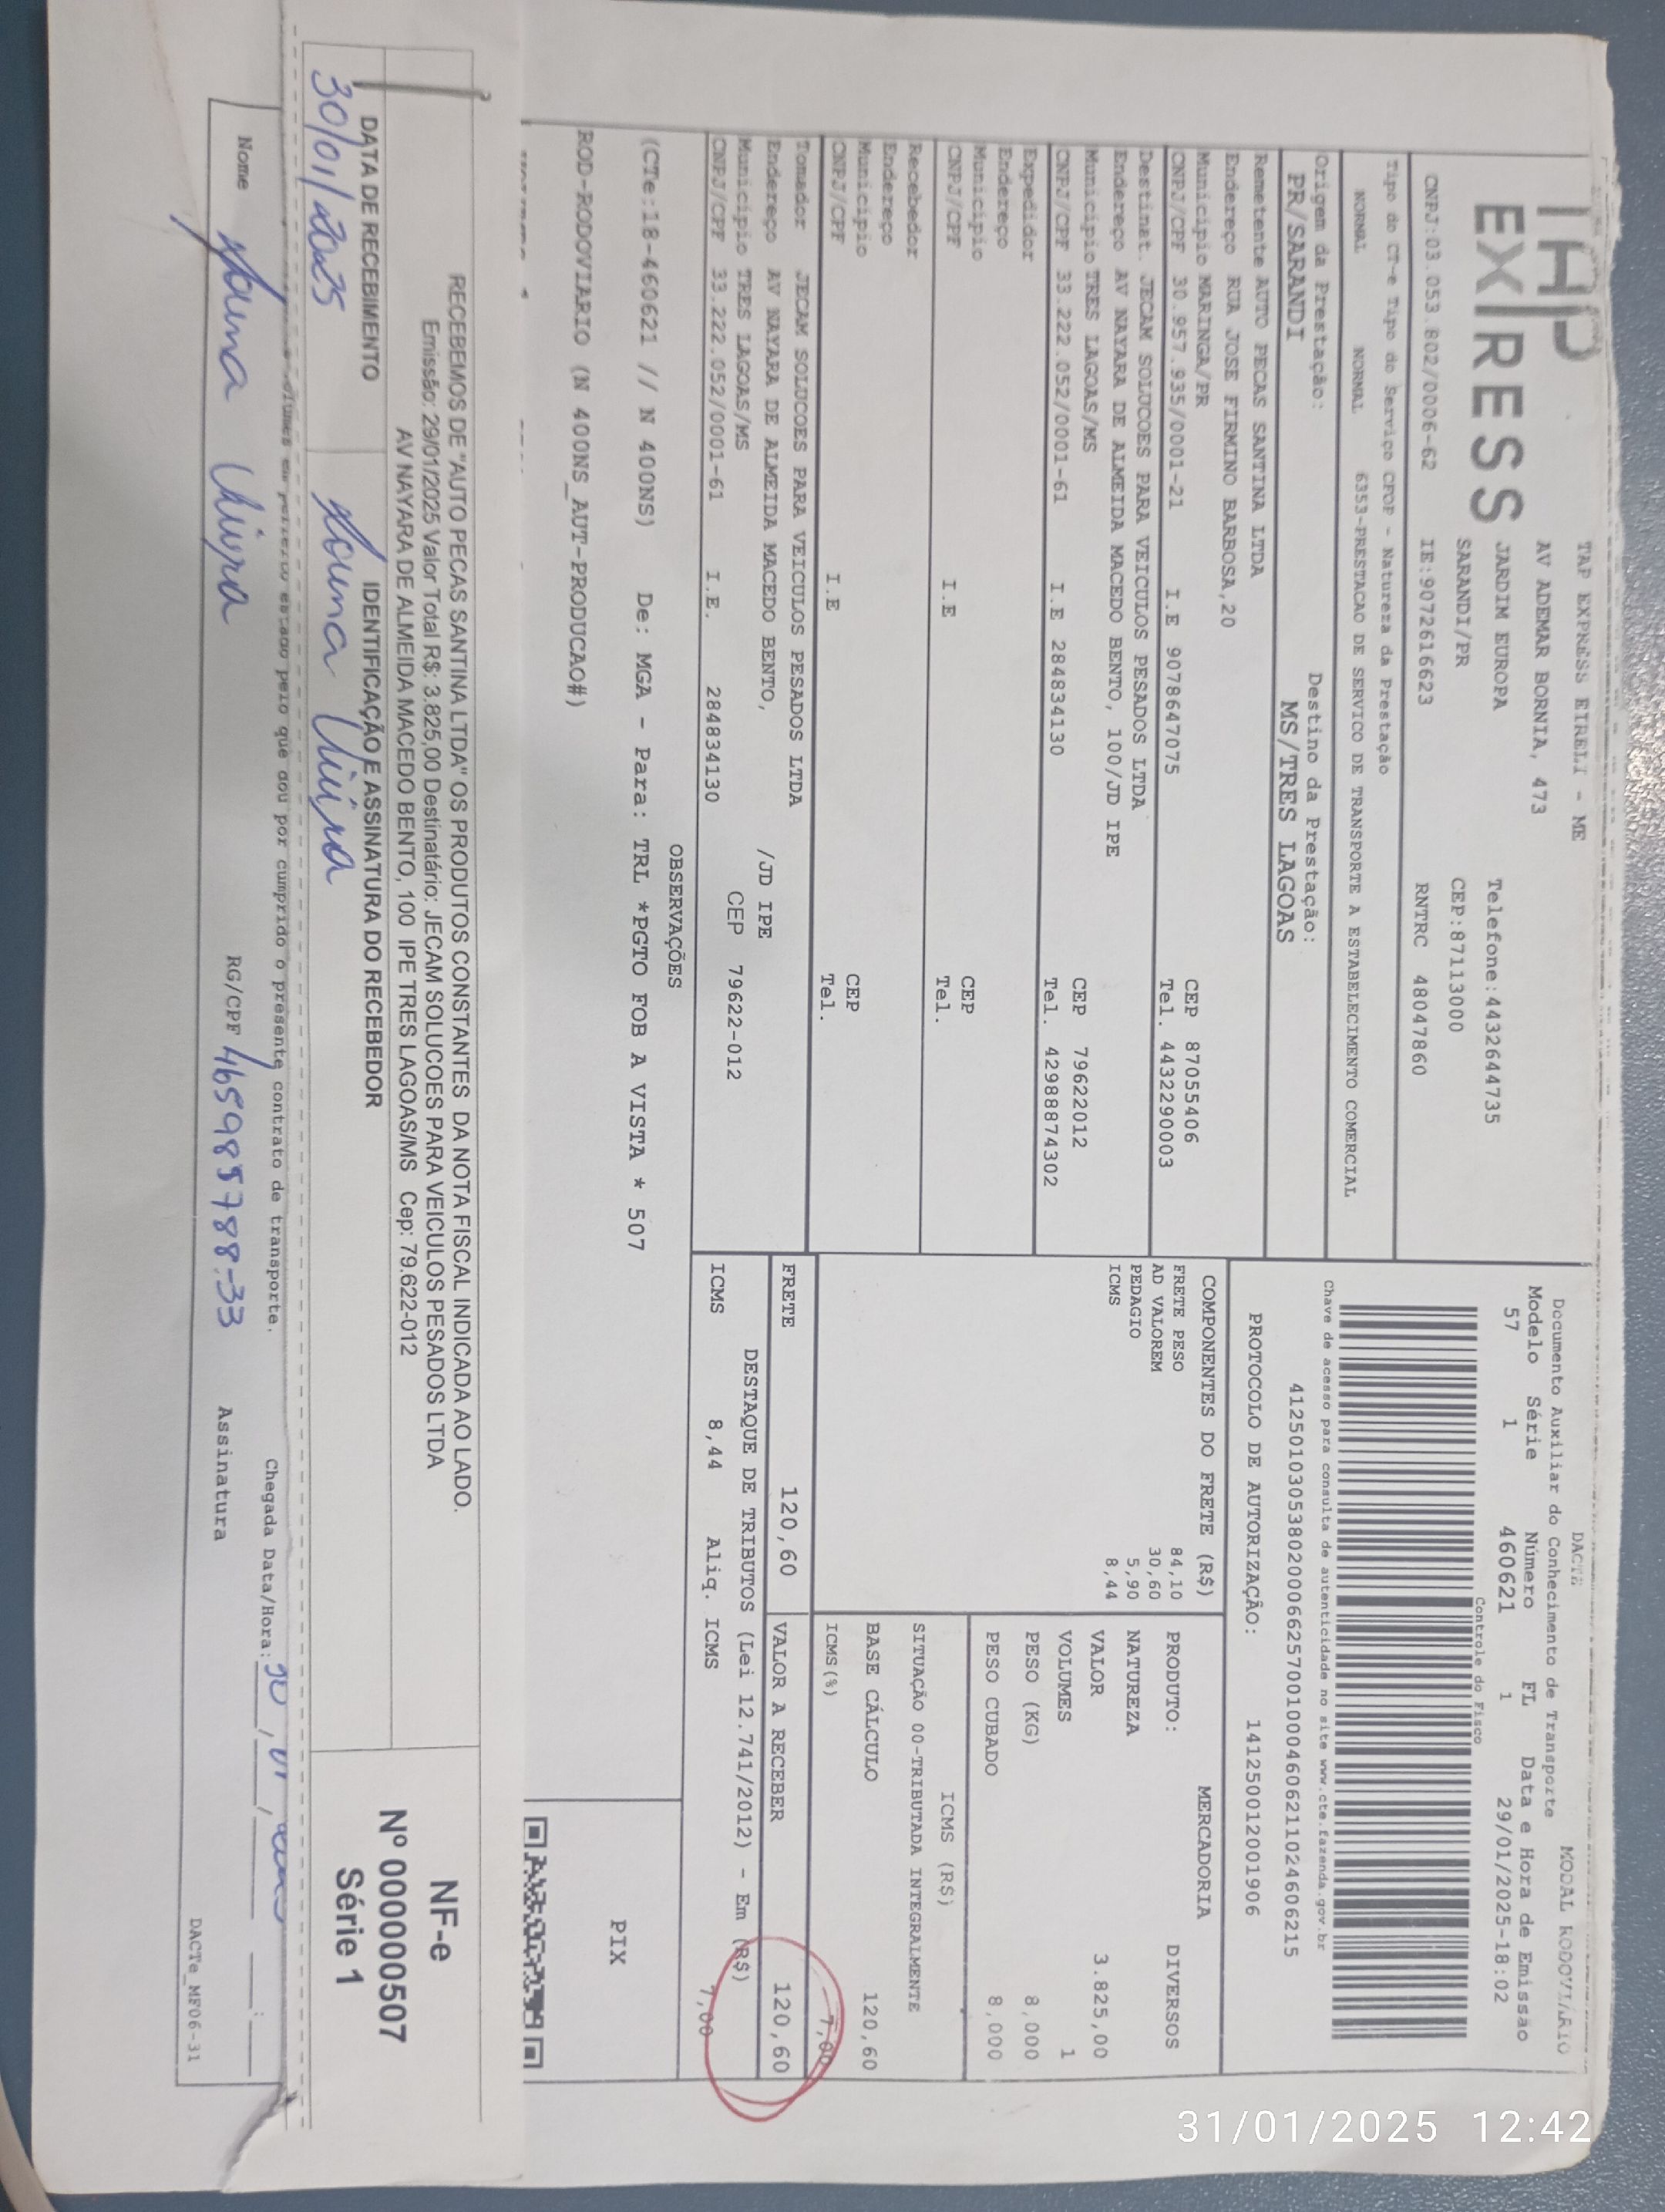 EXPRESS
TAP EXPRESS EIRELI - ME
AV ADEMAR BORNIA, 473
JARDIM EUROPA Telefone:4432644735
SARANDI/PR CEP:87113000
CNPJ:03.053.802/0006-62 IE:9072616623 RNTRC 48047860
Tipo do CT-e Tipo do Serviço CFOP - Natureza da Prestação
NORMAL NORMAL 6353-PRESTACAO DE SERVICO DE TRANSPORTE A ESTABELECIMENTO COMERCIAL
Origem da Prestação: Destino da Prestação:
PR/SARANDI MS/TRES LAGOAS
DACTE MODAL RODOVIÁRIO
Documento Auxiliar do Conhecimento de Transporte
Modelo Série Número FL Data e Hora de Emissão
57 1 460621 1 29/01/2025-18:02
Controle do Fisco
Chave de acesso para consulta de autenticidade no site www.cte.fazenda.gov.br
41250103053802000662570010004606211024606215
PROTOCOLO DE AUTORIZAÇÃO: 141250012001906
Remetente AUTO PECAS SANTINA LTDA
Endereço RUA JOSE FIRMINO BARBOSA,20
Municipio MARINGA/PR CEP 87055406
CNPJ/CPF 30.957.935/0001-21 I.E 9078647075 Tel. 4432290003
Destinat. JECAM SOLUCOES PARA VEICULOS PESADOS LTDA
Endereço AV NAYARA DE ALMEIDA MACEDO BENTO, 100/JD IPE
Municipio TRES LAGOAS/MS CEP 79622012
CNPJ/CPF 33.222.052/0001-61 I.E 284834130 Tel. 42988874302
Expedidor
Endereço
Municipio CEP
CNPJ/CPF I.E Tel.
Recebedor
Endereço
Municipio CEP
CNPJ/CPF I.E Tel.
Tomador JECAM SOLUCOES PARA VEICULOS PESADOS LTDA
Endereço AV NAYARA DE ALMEIDA MACEDO BENTO, /JD IPE
Municipio TRES LAGOAS/MS CEP 79622-012
CNPJ/CPF 33.222.052/0001-61 I.E. 284834130
COMPONENTES DO FRETE (R$)
FRETE PESO 84,10
AD VALOREM 30,60
PEDAGIO 5,90
ICMS 8,44
MERCADORIA
PRODUTO: DIVERSOS
NATUREZA
VALOR 3.825,00
VOLUMES 1
PESO (KG) 8,000
PESO CUBADO 8,000
ICMS (R$)
SITUAÇÃO 00-TRIBUTADA INTEGRALMENTE
BASE CÁLCULO 120,60
ICMS(%) 7,00
FRETE 120,60 VALOR A RECEBER 120,60
DESTAQUE DE TRIBUTOS (Lei 12.741/2012) - Em (R$)
ICMS 8,44 Aliq. ICMS 7,00
OBSERVAÇÕES
(CTe:18-460621 // N 400NS) De: MGA - Para: TRL *PGTO FOB A VISTA * 507
ROD-RODOVIARIO (N 400NS_AUT-PRODUCAO#)
PIX
RECEBEMOS DE "AUTO PECAS SANTINA LTDA" OS PRODUTOS CONSTANTES DA NOTA FISCAL INDICADA AO LADO.
Emissão: 29/01/2025 Valor Total R$: 3.825,00 Destinatário: JECAM SOLUCOES PARA VEICULOS PESADOS LTDA
AV NAYARA DE ALMEIDA MACEDO BENTO, 100 IPE TRES LAGOAS/MS Cep: 79.622-012
DATA DE RECEBIMENTO IDENTIFICAÇÃO E ASSINATURA DO RECEBEDOR
30/01/2025
NF-e
Nº 000000507
Série 1
estado pelo que dou por cumprido o presente contrato de transporte.
Chegada Data/Hora: / / :
Nome RG/CPF 465985788-33 Assinatura
DACTe_MF06-31
31/01/2025 12:42